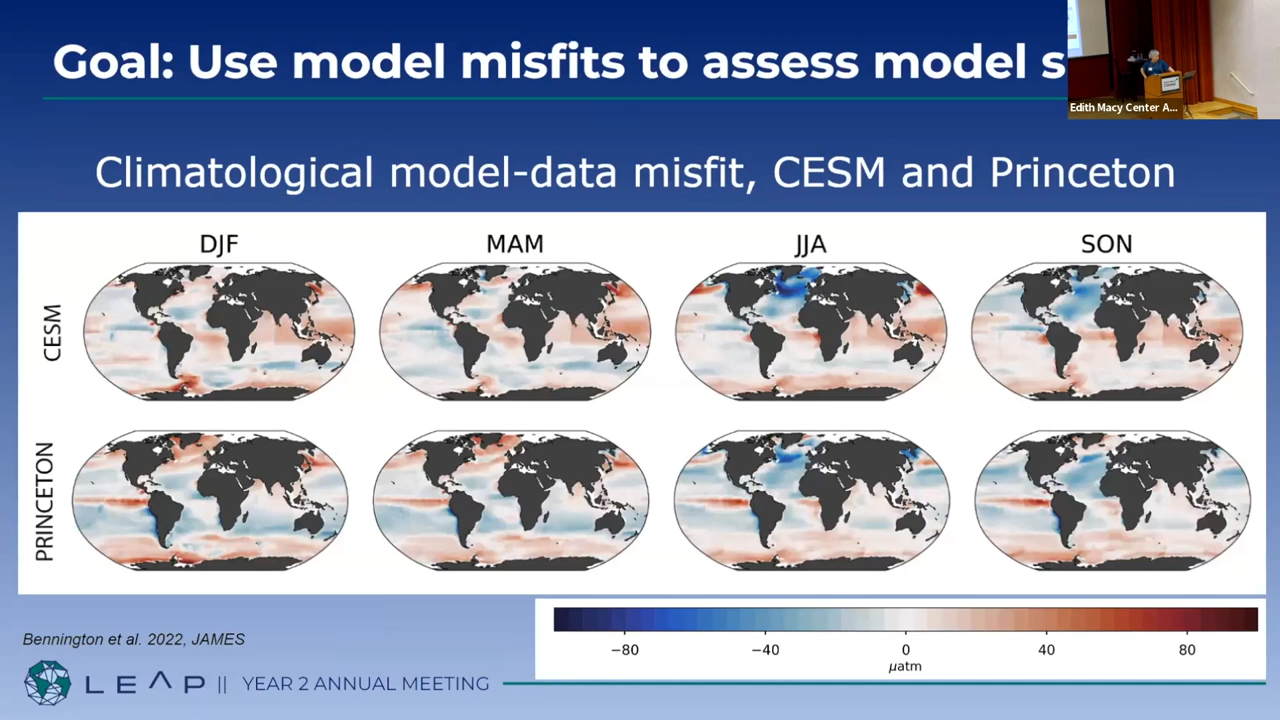 Goal: Use model misfits to assess model s
Edith Macy Center A...
Climatological model-data misfit, CESM and Princeton
DJF MAM JJA SON
CESM
PRINCETON
−80 −40 0 40 80
µatm
Bennington et al. 2022, JAMES
LEAP || YEAR 2 ANNUAL MEETING